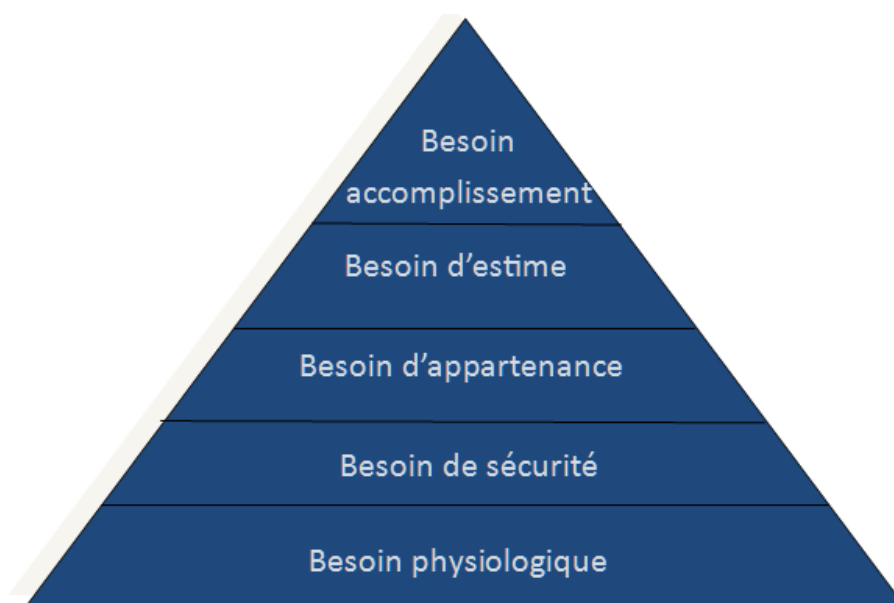 Besoin
accomplissement
Besoin d’estime
Besoin d’appartenance
Besoin de sécurité
Besoin physiologique